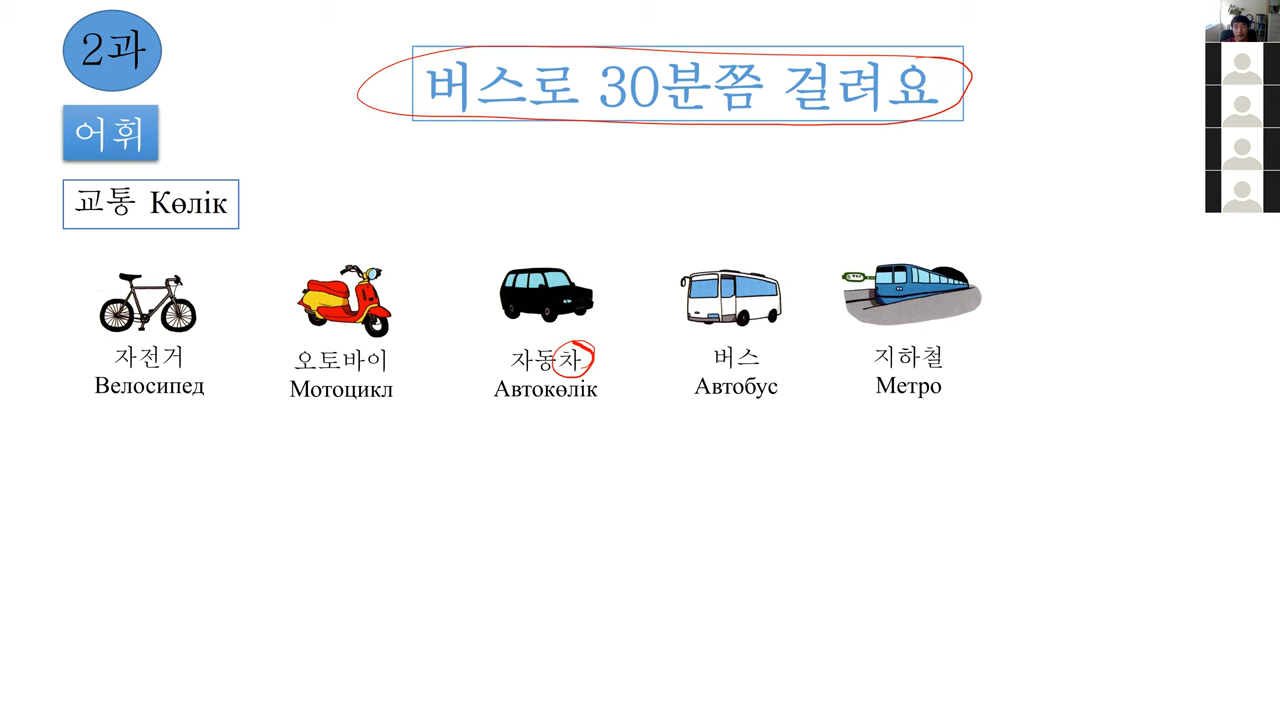 2과
버스로 30분쯤 걸려요
어휘
교통 Көлік
자전거
Велосипед
오토바이
Мотоцикл
자동차
Автокөлік
버스
Автобус
지하철
Метро